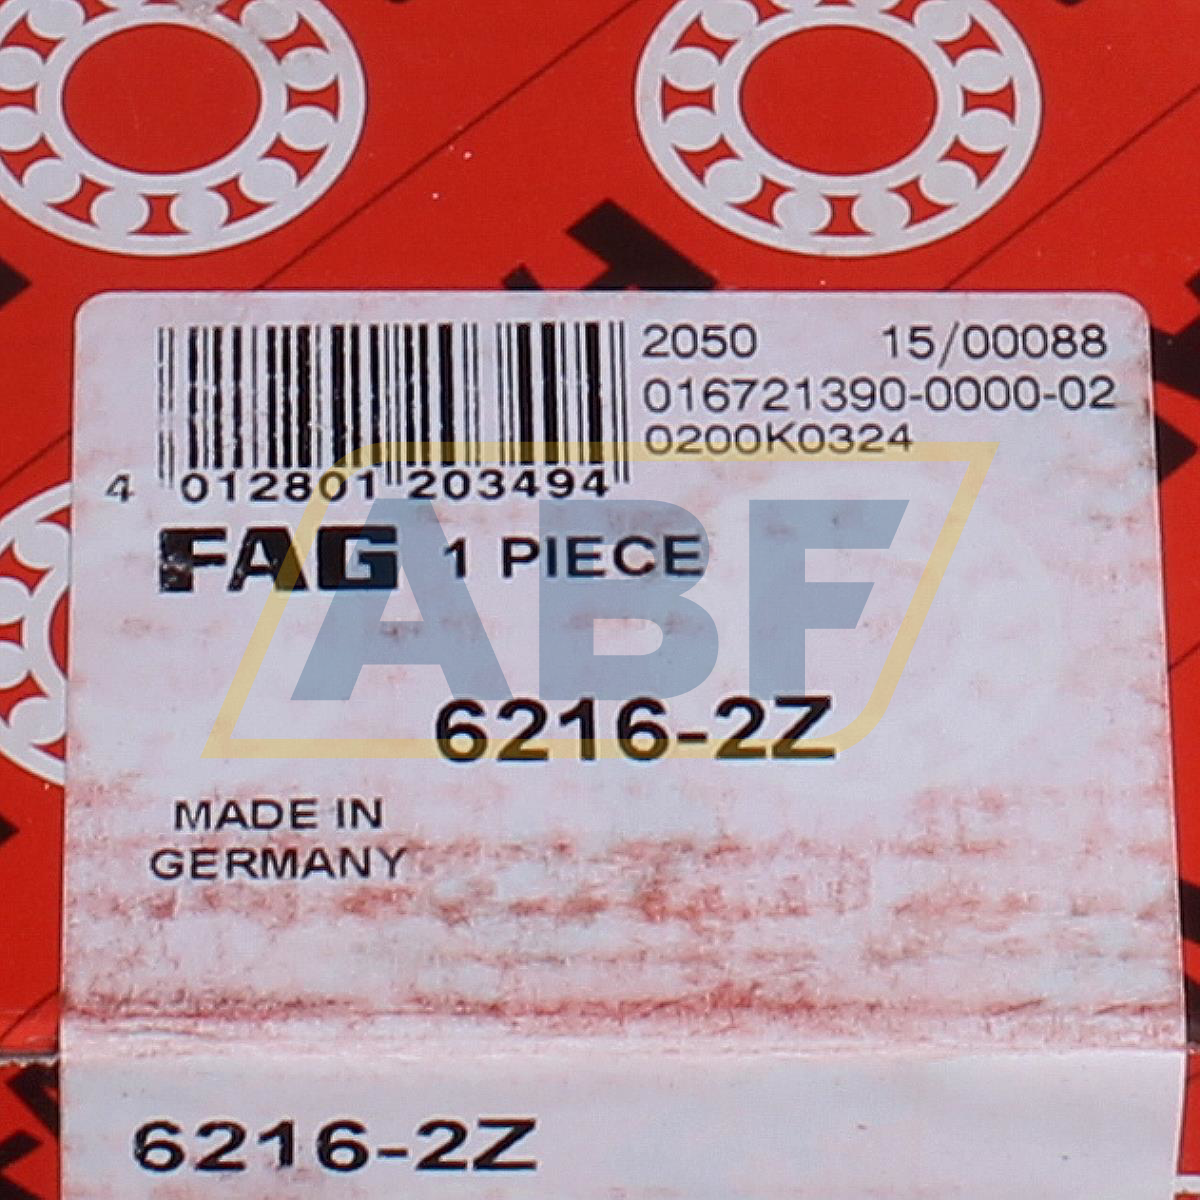 2050 15/00088
016721390-0000-02
0200K0324
4 012801 203494
FAG 1 PIECE
ABF
6216-2Z
MADE IN
GERMANY
6216-2Z